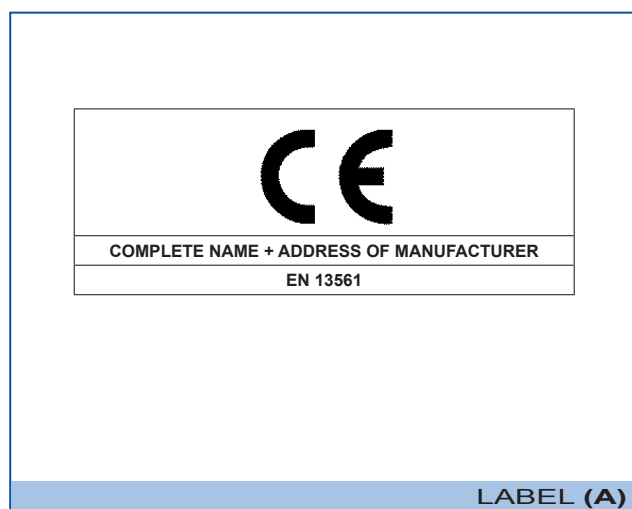 CE
COMPLETE NAME + ADDRESS OF MANUFACTURER
EN 13561
LABEL (A)